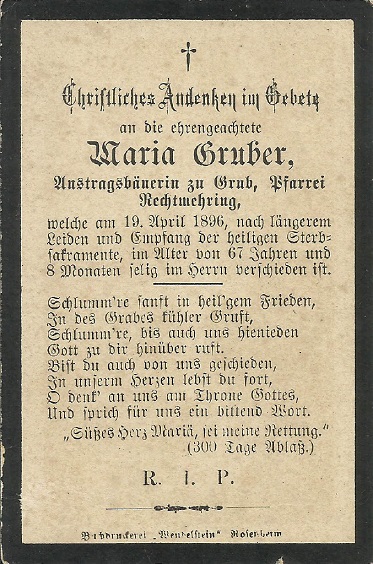 Christliches Andenken im Gebete
an die ehrengeachtete
Maria Gruber,
Austragsbäuerin zu Grub, Pfarrei
Rechtmehring,
welche am 19. April 1896, nach längerem
Leiden und Empfang der heiligen Sterb-
sakramente, im Alter von 67 Jahren und
8 Monaten selig im Herrn verschieden ist.
Schlumm're sanft in heil'gem Frieden,
In des Grabes kühler Gruft,
Schlumm're, bis auch uns hienieden
Gott zu dir hinüber ruft.
Bist du auch von uns geschieden,
In unserm Herzen lebst du fort,
O denk' an uns am Throne Gottes,
Und sprich für uns ein bittend Wort.
„Süßes Herz Mariä, sei meine Rettung."
(300 Tage Ablaß.)
R. I. P.
Buchdruckerei „Wendelstein" Rosenheim